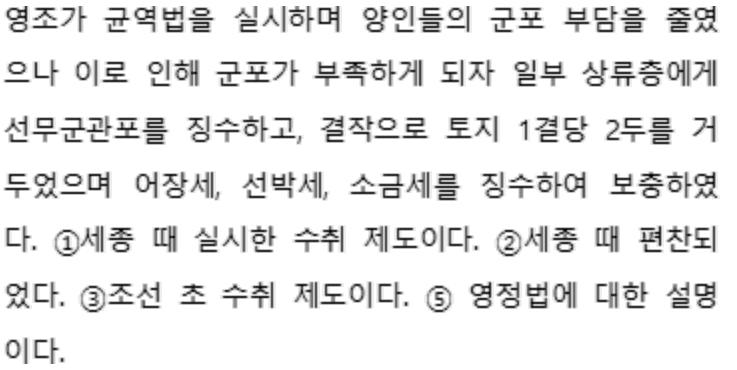 영조가 균역법을 실시하며 양인들의 군포 부담을 줄였
으나 이로 인해 군포가 부족하게 되자 일부 상류층에게
선무군관포를 징수하고, 결작으로 토지 1결당 2두를 거
두었으며 어장세, 선박세, 소금세를 징수하여 보충하였
다. ①세종 때 실시한 수취 제도이다. ②세종 때 편찬되
었다. ③조선 초 수취 제도이다. ⑤ 영정법에 대한 설명
이다.